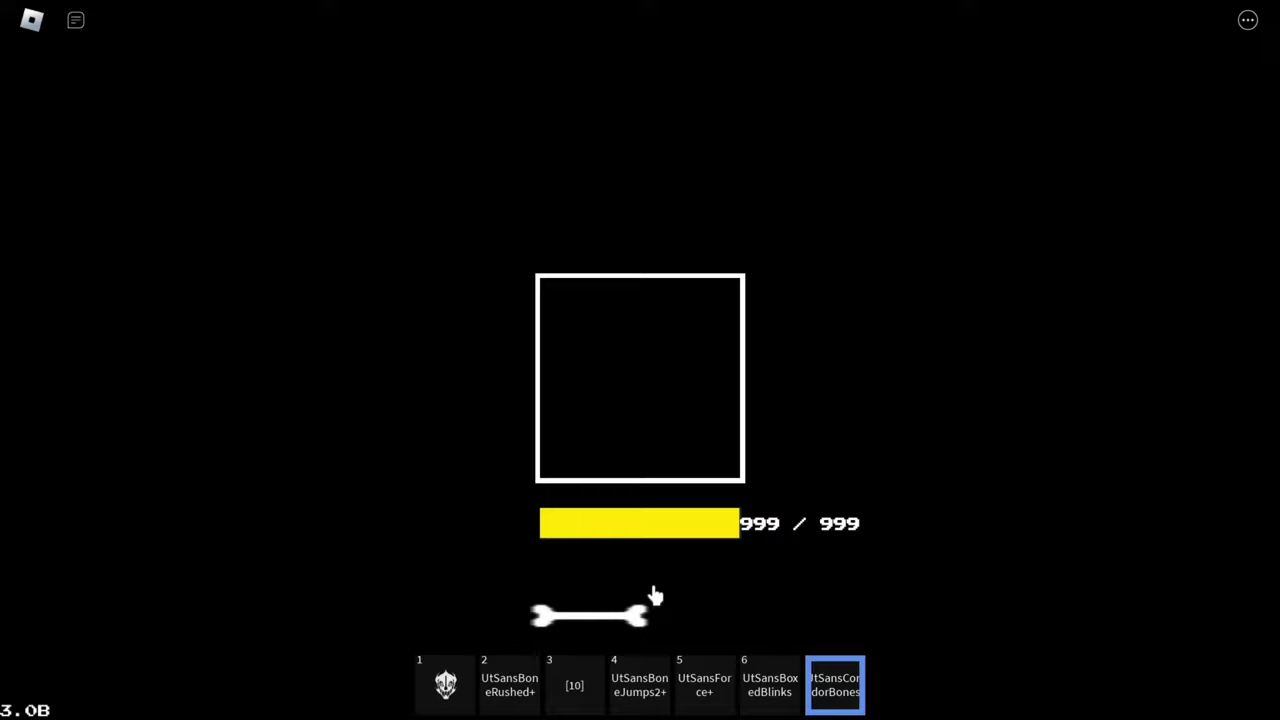 999 / 999
1
2
3
4
5
6
UtSansBon
eRushed+
[10]
UtSansBon
eJumps2+
UtSansFor
ce+
UtSansBox
edBlinks
UtSansCor
dorBones
3.0B